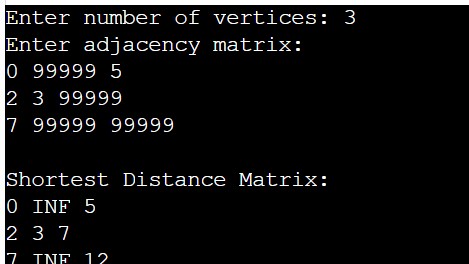 Enter number of vertices: 3
Enter adjacency matrix:
0 99999 5
2 3 99999
7 99999 99999
Shortest Distance Matrix:
0 INF 5
2 3 7
7 INF 12